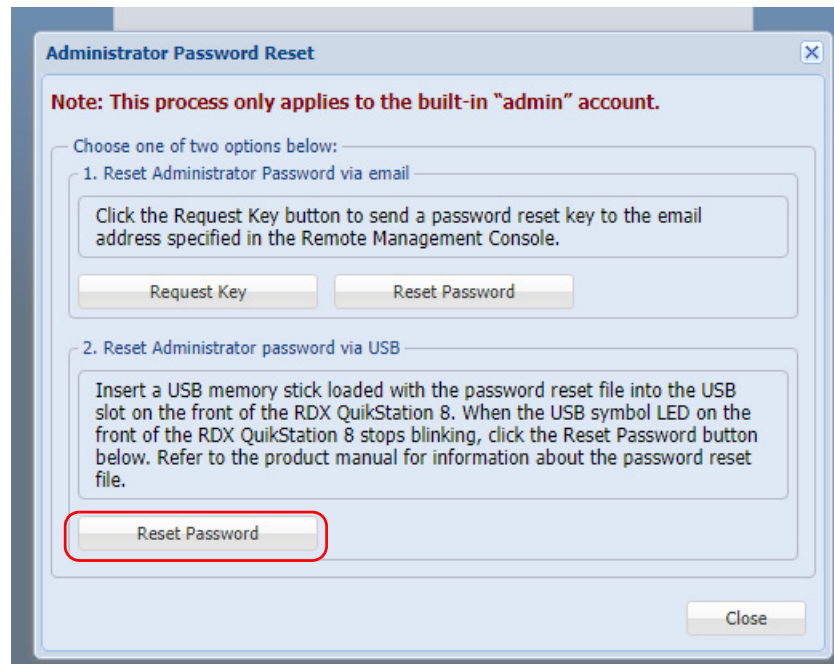 Administrator Password Reset
Note: This process only applies to the built-in “admin” account.
Choose one of two options below:
1. Reset Administrator Password via email
Click the Request Key button to send a password reset key to the email
address specified in the Remote Management Console.
Request Key Reset Password
2. Reset Administrator password via USB
Insert a USB memory stick loaded with the password reset file into the USB
slot on the front of the RDX QuikStation 8. When the USB symbol LED on the
front of the RDX QuikStation 8 stops blinking, click the Reset Password button
below. Refer to the product manual for information about the password reset
file.
Reset Password
Close